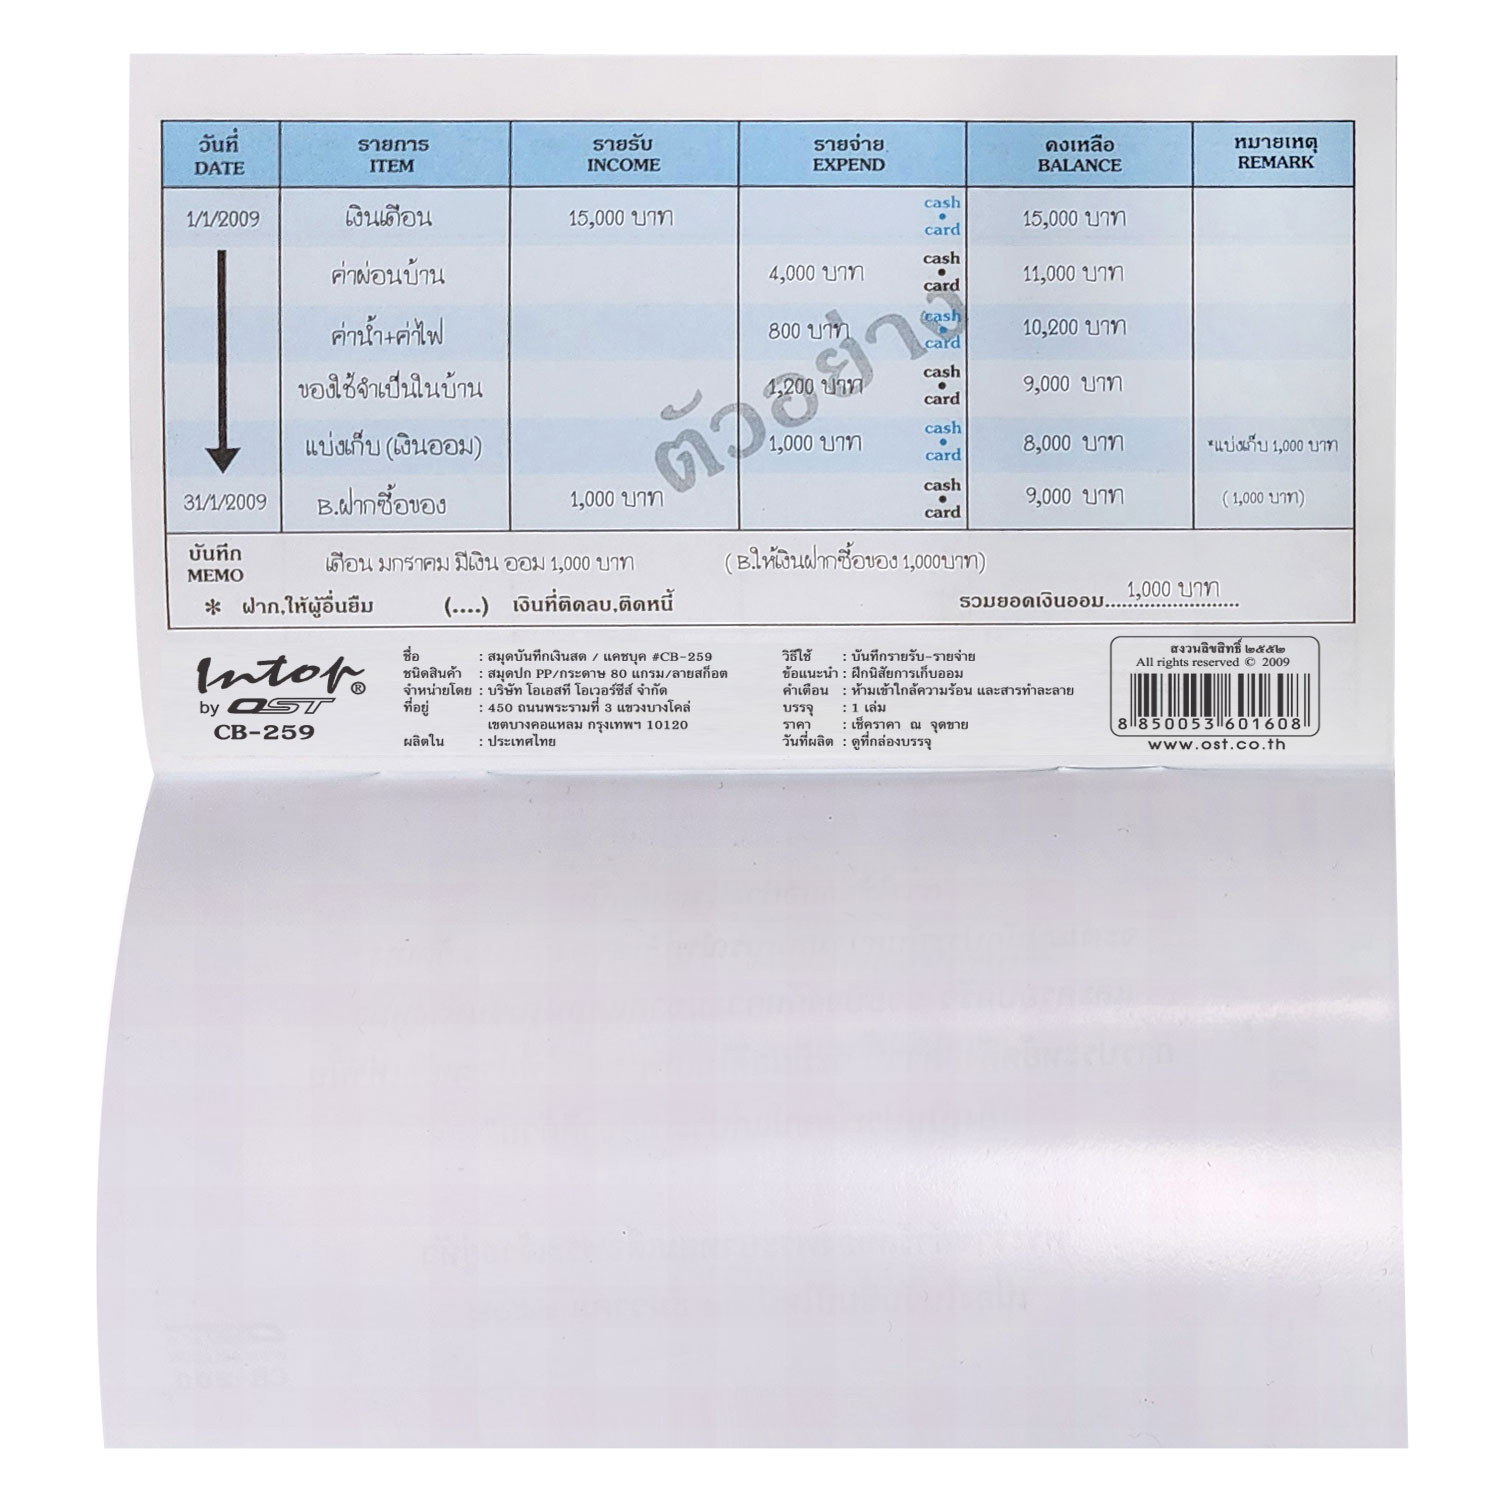 วันที่ รายการ รายรับ รายจ่าย คงเหลือ หมายเหตุ
DATE ITEM INCOME EXPEND BALANCE REMARK
1/1/2009 เงินเดือน 15,000 บาท cash • card 15,000 บาท
ค่าผ่อนบ้าน 4,000 บาท cash • card 11,000 บาท
ค่าน้ำ+ค่าไฟ 800 บาท cash • card 10,200 บาท
ของใช้จำเป็นในบ้าน 1,200 บาท cash • card 9,000 บาท
แบ่งเก็บ (เงินออม) 1,000 บาท cash • card 8,000 บาท *แบ่งเก็บ 1,000 บาท
31/1/2009 B.ฝากซื้อของ 1,000 บาท cash • card 9,000 บาท (1,000 บาท)
ตัวอย่าง
บันทึก เดือน มกราคม มีเงิน ออม 1,000 บาท (B.ให้เงินฝากซื้อของ 1,000บาท)
MEMO
* ฝาก,ให้ผู้อื่นยืม (....) เงินที่ติดลบ,ติดหนี้ รวมยอดเงินออม....1,000 บาท....
Intop®
by OST
CB-259
ชื่อ : สมุดบันทึกเงินสด / แคชบุค #CB-259
ชนิดสินค้า : สมุดปก PP/กระดาษ 80 แกรม/ลายสก็อต
จำหน่ายโดย : บริษัท โอเอสที โอเวอร์ซีส์ จำกัด
ที่อยู่ : 450 ถนนพระรามที่ 3 แขวงบางโคล่
เขตบางคอแหลม กรุงเทพฯ 10120
ผลิตใน : ประเทศไทย
วิธีใช้ : บันทึกรายรับ-รายจ่าย
ข้อแนะนำ : ฝึกนิสัยการเก็บออม
คำเตือน : ห้ามเข้าใกล้ความร้อน และสารทำละลาย
บรรจุ : 1 เล่ม
ราคา : เช็คราคา ณ จุดขาย
วันที่ผลิต : ดูที่กล่องบรรจุ
สงวนลิขสิทธิ์ ๒๕๕๒
All rights reserved © 2009
8 850053 601608
www.ost.co.th